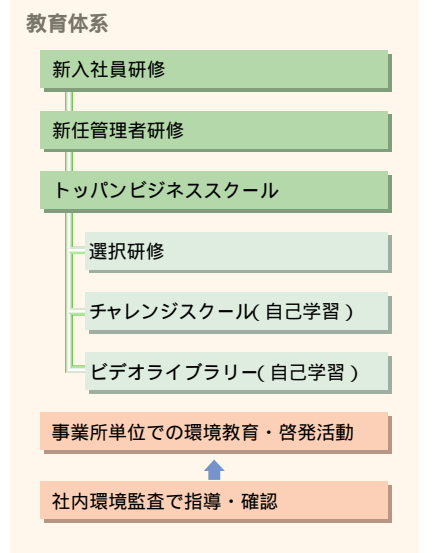 教育体系
新入社員研修
新任管理者研修
トッパンビジネススクール
選択研修
チャレンジスクール(自己学習)
ビデオライブラリー(自己学習)
事業所単位での環境教育・啓発活動
社内環境監査で指導・確認